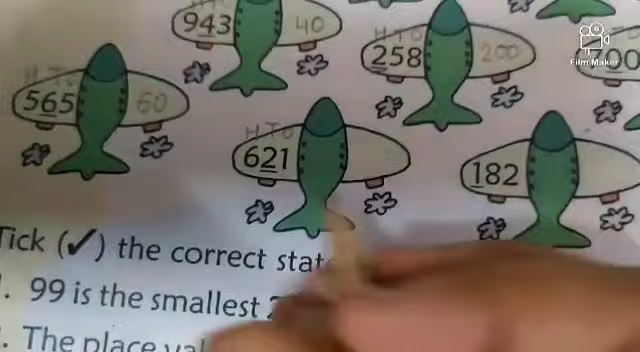 943 40
258 200
700
Film Maker
H T O
565 60
H T O
621
182
Tick (✔) the correct
99 is the smallest
The place